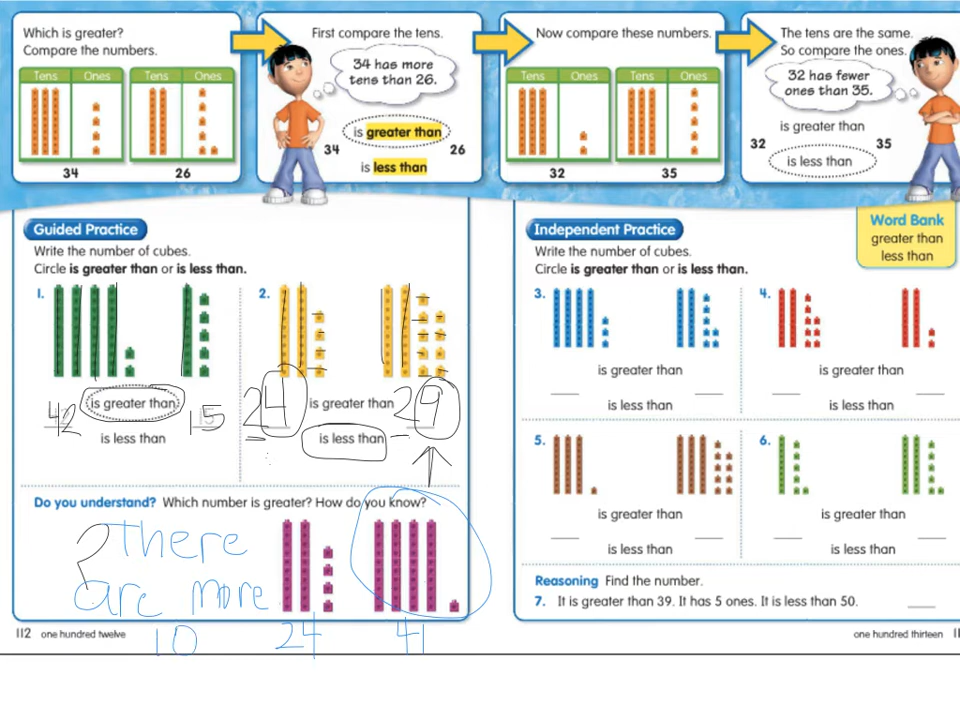 Which is greater?
Compare the numbers.
Tens Ones Tens Ones
34 26
First compare the tens.
34 has more
tens than 26.
is greater than
34 26
is less than
Now compare these numbers.
Tens Ones Tens Ones
32 35
The tens are the same.
So compare the ones.
32 has fewer
ones than 35.
is greater than
32 35
is less than
Guided Practice
Write the number of cubes.
Circle is greater than or is less than.
1.
42 is greater than 15
is less than
2.
24 is greater than 29
is less than
Do you understand? Which number is greater? How do you know?
There
are more
10 24 41
112 one hundred twelve
Independent Practice
Write the number of cubes.
Circle is greater than or is less than.
Word Bank
greater than
less than
3.
is greater than
is less than
4.
is greater than
is less than
5.
is greater than
is less than
6.
is greater than
is less than
Reasoning Find the number.
7. It is greater than 39. It has 5 ones. It is less than 50.
one hundred thirteen 11